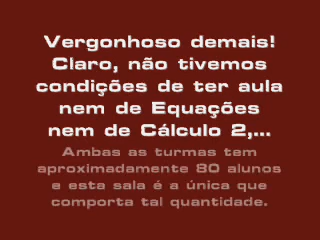 Vergonhoso demais!
Claro, não tivemos
condições de ter aula
nem de Equações
nem de Cálculo 2,...
Ambas as turmas tem
aproximadamente 80 alunos
e esta sala é a única que
comporta tal quantidade.